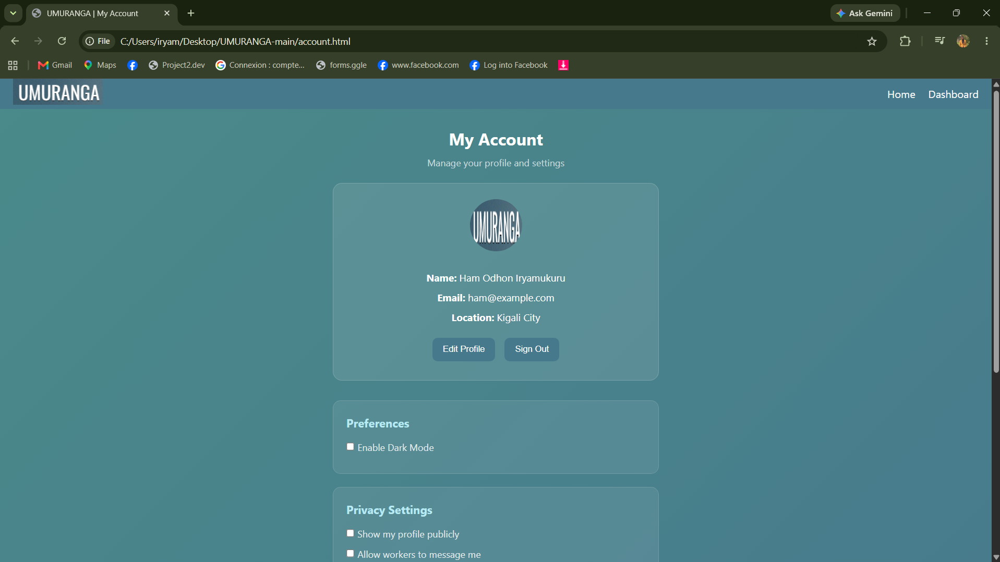 UMURANGA | My Account
Ask Gemini
File
C:/Users/iryam/Desktop/UMURANGA-main/account.html
Gmail
Maps
Project2.dev
Connexion : compte...
forms.ggle
www.facebook.com
Log into Facebook
UMURANGA
Home
Dashboard
My Account
Manage your profile and settings
UMURANGA
Name: Ham Odhon Iryamukuru
Email: ham@example.com
Location: Kigali City
Edit Profile
Sign Out
Preferences
Enable Dark Mode
Privacy Settings
Show my profile publicly
Allow workers to message me